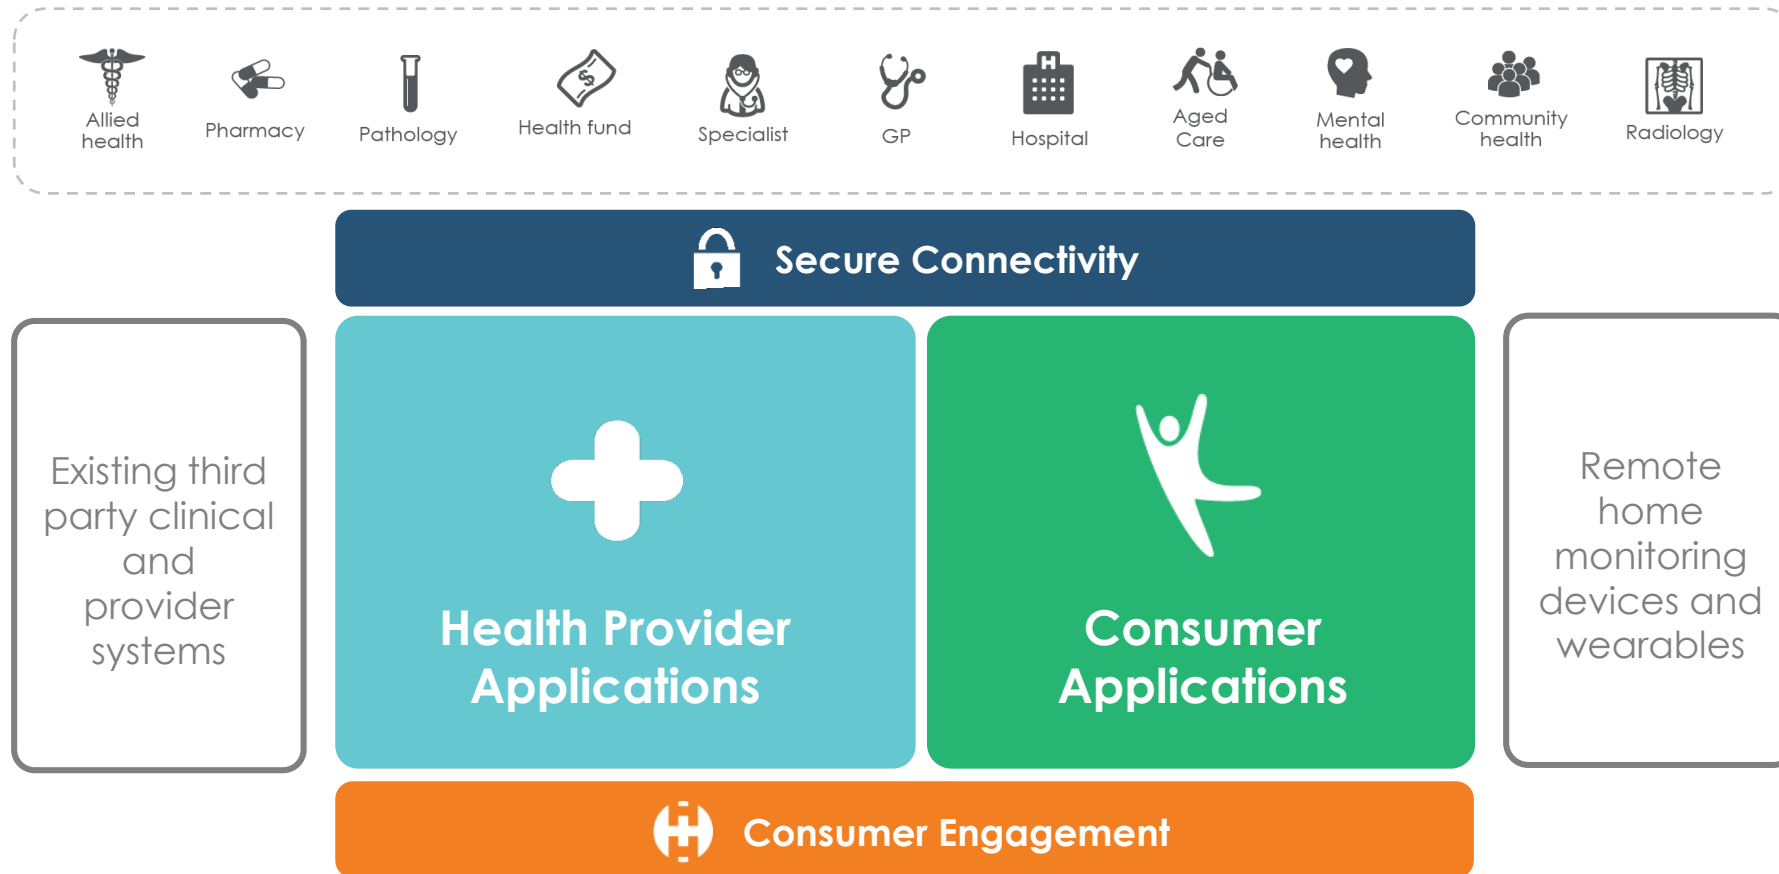 Allied
health
Pharmacy
Pathology
Health fund
$
Specialist
GP
H
Hospital
Aged
Care
Mental
health
Community
health
Radiology
Secure Connectivity
Existing third
party clinical
and
provider
systems
Health Provider
Applications
Consumer
Applications
Remote
home
monitoring
devices and
wearables
Consumer Engagement